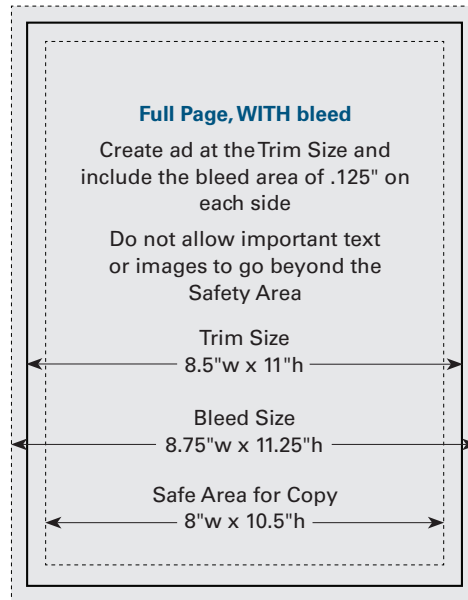 Full Page, WITH bleed
Create ad at the Trim Size and
include the bleed area of .125" on
each side
Do not allow important text
or images to go beyond the
Safety Area
Trim Size
8.5"w x 11"h
Bleed Size
8.75"w x 11.25"h
Safe Area for Copy
8"w x 10.5"h